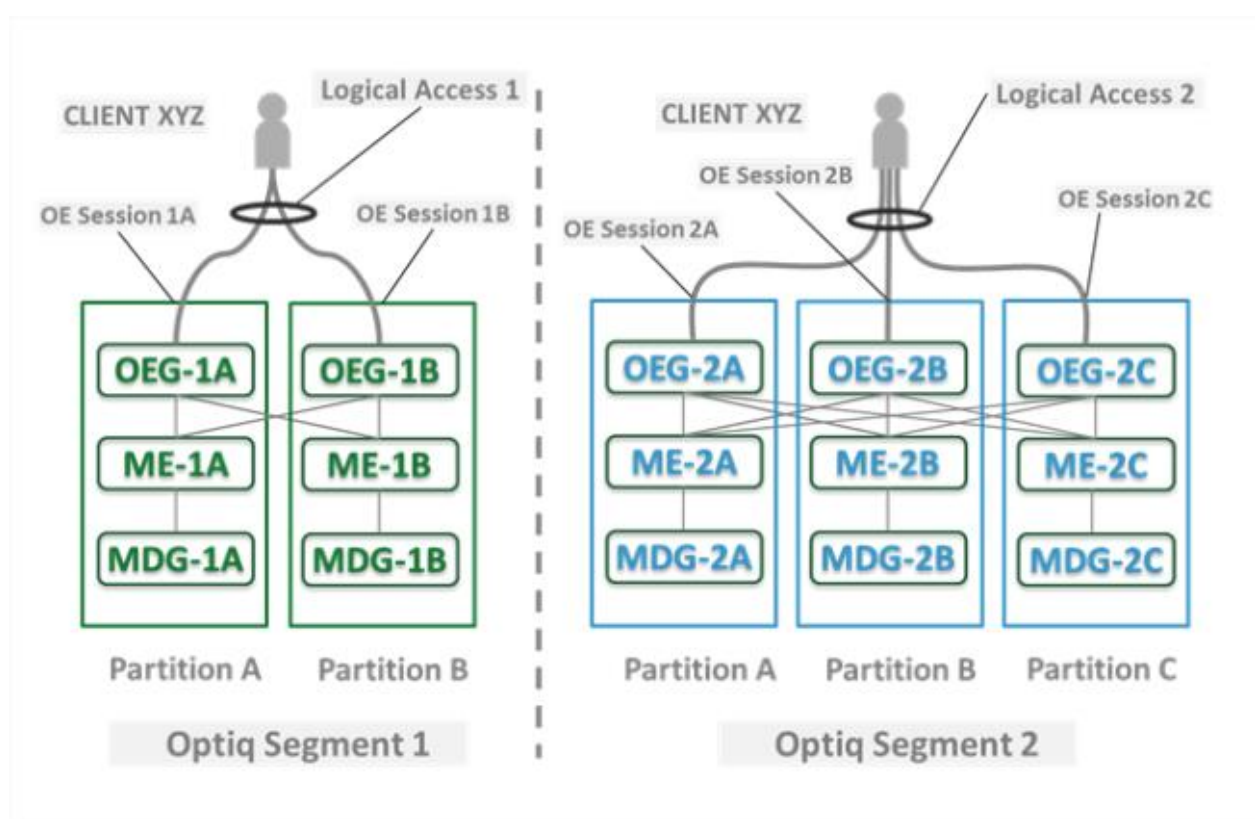 Logical Access 1
CLIENT XYZ
OE Session 1A
OE Session 1B
OEG-1A
OEG-1B
ME-1A
ME-1B
MDG-1A
MDG-1B
Partition A
Partition B
Optiq Segment 1
Logical Access 2
CLIENT XYZ
OE Session 2B
OE Session 2C
OE Session 2A
OEG-2A
OEG-2B
OEG-2C
ME-2A
ME-2B
ME-2C
MDG-2A
MDG-2B
MDG-2C
Partition A
Partition B
Partition C
Optiq Segment 2